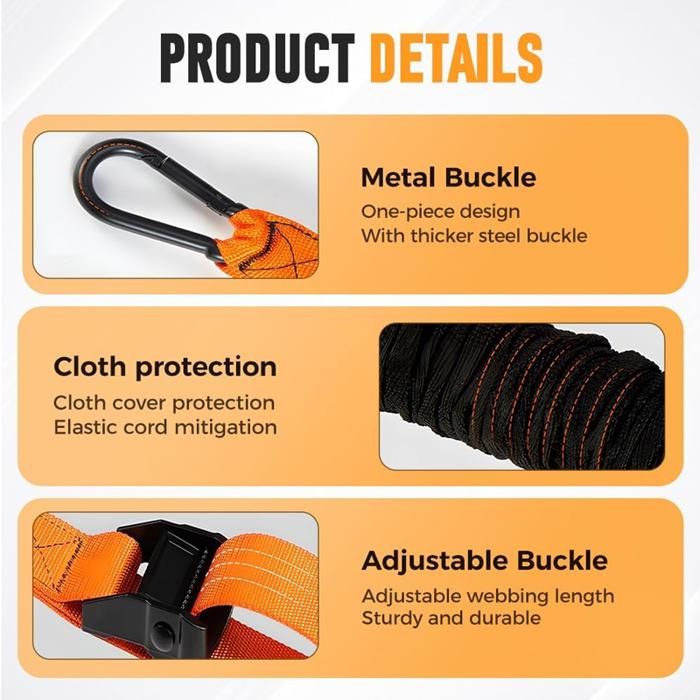 PRODUCT DETAILS
Metal Buckle
One-piece design
With thicker steel buckle
Cloth protection
Cloth cover protection
Elastic cord mitigation
Adjustable Buckle
Adjustable webbing length
Sturdy and durable